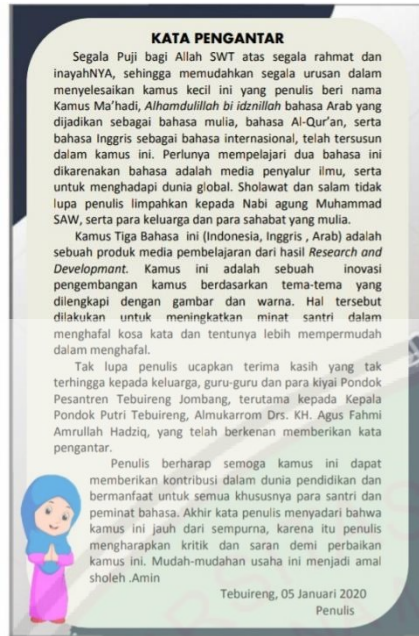 KATA PENGANTAR
Segala Puji bagi Allah SWT atas segala rahmat dan
inayahNYA, sehingga memudahkan segala urusan dalam
menyelesaikan kamus kecil ini yang penulis beri nama
Kamus Ma'hadi, Alhamdulillah bi idznillah bahasa Arab yang
dijadikan sebagai bahasa mulia, bahasa Al-Qur'an, serta
bahasa Inggris sebagai bahasa internasional, telah tersusun
dalam kamus ini. Perlunya mempelajari dua bahasa ini
dikarenakan bahasa adalah media penyalur ilmu, serta
untuk menghadapi dunia global. Sholawat dan salam tidak
lupa penulis limpahkan kepada Nabi agung Muhammad
SAW, serta para keluarga dan para sahabat yang mulia.
Kamus Tiga Bahasa ini (Indonesia, Inggris , Arab) adalah
sebuah produk media pembelajaran dari hasil Research and
Developmant. Kamus ini adalah sebuah inovasi
pengembangan kamus berdasarkan tema-tema yang
dilengkapi dengan gambar dan warna. Hal tersebut
dilakukan untuk meningkatkan minat santri dalam
menghafal kosa kata dan tentunya lebih mempermudah
dalam menghafal.
Tak lupa penulis ucapkan terima kasih yang tak
terhingga kepada keluarga, guru-guru dan para kiyai Pondok
Pesantren Tebuireng Jombang, terutama kepada Kepala
Pondok Putri Tebuireng, Almukarrom Drs. KH. Agus Fahmi
Amrullah Hadziq, yang telah berkenan memberikan kata
pengantar.
Penulis berharap semoga kamus ini dapat
memberikan kontribusi dalam dunia pendidikan dan
bermanfaat untuk semua khususnya para santri dan
peminat bahasa. Akhir kata penulis menyadari bahwa
kamus ini jauh dari sempurna, karena itu penulis
mengharapkan kritik dan saran demi perbaikan
kamus ini. Mudah-mudahan usaha ini menjadi amal
sholeh .Amin
Tebuireng, 05 Januari 2020
Penulis